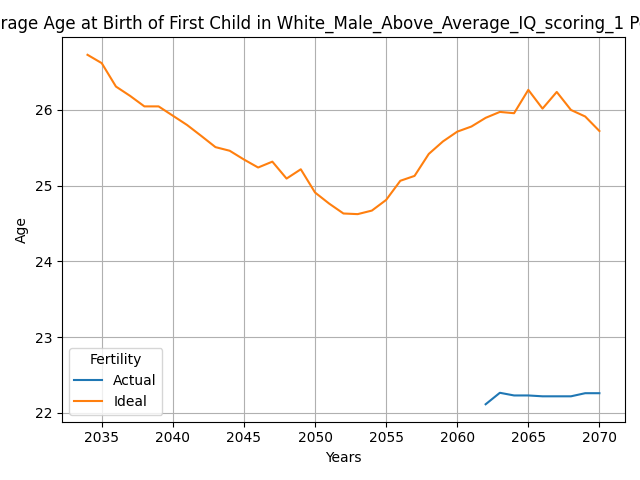 rage Age at Birth of First Child in White_Male_Above_Average_IQ_scoring_1 P
26
25
24
23
22
Age
Fertility
Actual
Ideal
2035 2040 2045 2050 2055 2060 2065 2070
Years